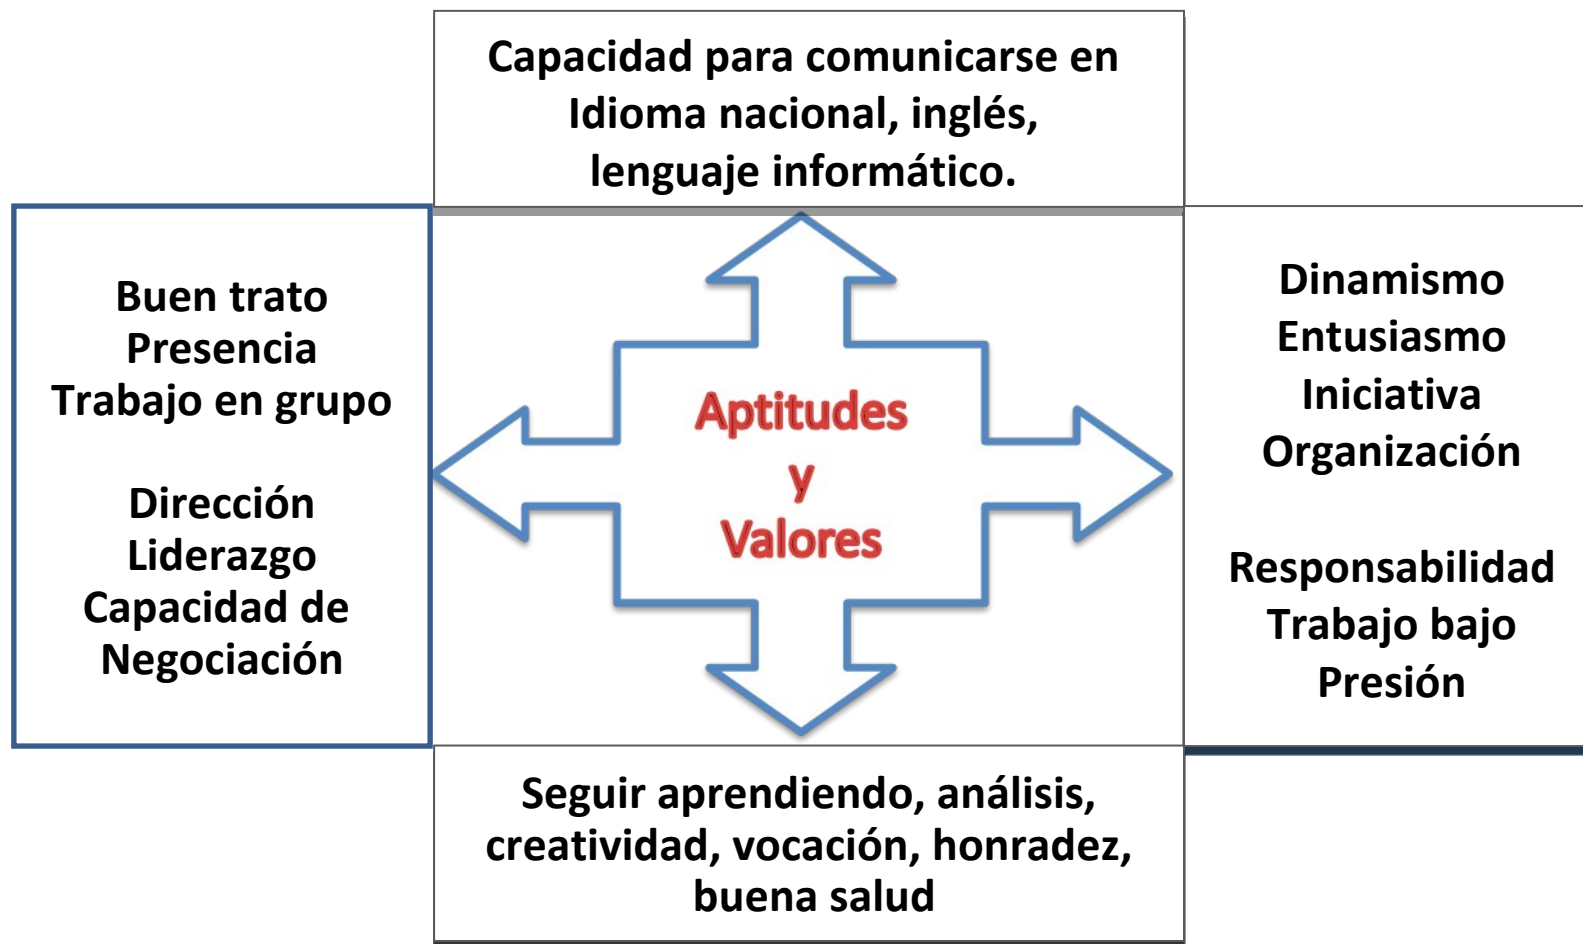 Capacidad para comunicarse en
Idioma nacional, inglés,
lenguaje informático.
Buen trato
Presencia
Trabajo en grupo
Dirección
Liderazgo
Capacidad de
Negociación
Aptitudes
y
Valores
Dinamismo
Entusiasmo
Iniciativa
Organización
Responsabilidad
Trabajo bajo
Presión
Seguir aprendiendo, análisis,
creatividad, vocación, honradez,
buena salud